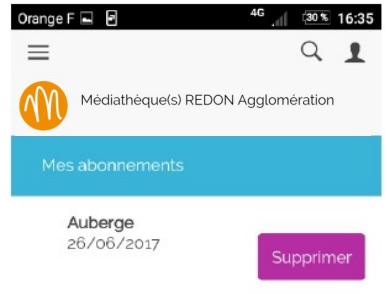 Orange F 4G 30 % 16:35
Médiathèque(s) REDON Agglomération
Mes abonnements
Auberge
26/06/2017
Supprimer